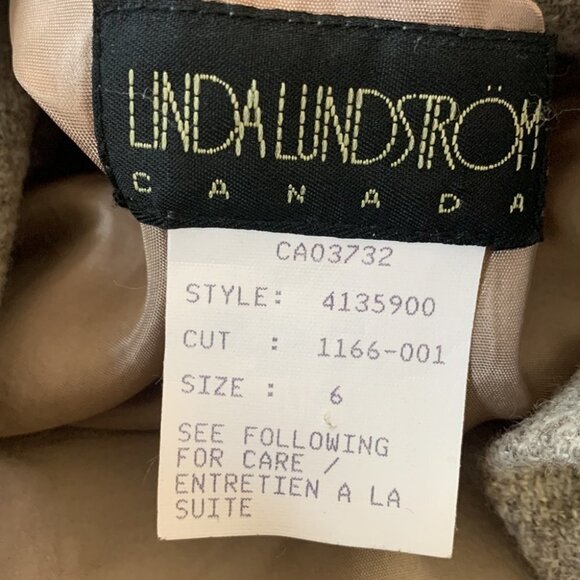 LINDA LUNDSTRÖM
CANADA
CA03732
STYLE: 4135900
CUT : 1166-001
SIZE : 6
SEE FOLLOWING
FOR CARE /
ENTRETIEN A LA
SUITE